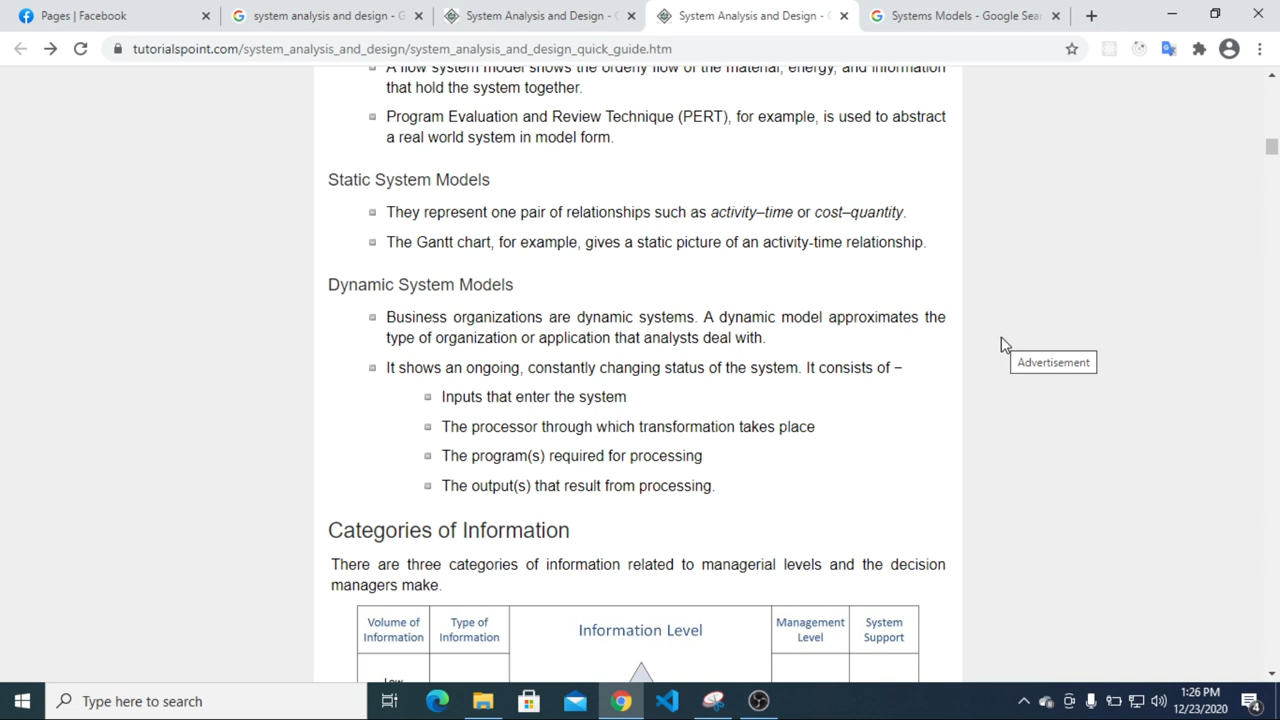 Pages | Facebook
system analysis and design - G
System Analysis and Design - (
System Analysis and Design - (
Systems Models - Google Sear
tutorialspoint.com/system_analysis_and_design/system_analysis_and_design_quick_guide.htm
A flow system model shows the orderly flow of the material, energy, and information
that hold the system together.
Program Evaluation and Review Technique (PERT), for example, is used to abstract
a real world system in model form.
Static System Models
They represent one pair of relationships such as activity–time or cost–quantity.
The Gantt chart, for example, gives a static picture of an activity-time relationship.
Dynamic System Models
Business organizations are dynamic systems. A dynamic model approximates the
type of organization or application that analysts deal with.
It shows an ongoing, constantly changing status of the system. It consists of −
Advertisement
Inputs that enter the system
The processor through which transformation takes place
The program(s) required for processing
The output(s) that result from processing.
Categories of Information
There are three categories of information related to managerial levels and the decision
managers make.
Volume of
Information
Type of
Information
Information Level
Management
Level
System
Support
Low
Type here to search
1:26 PM
12/23/2020
4